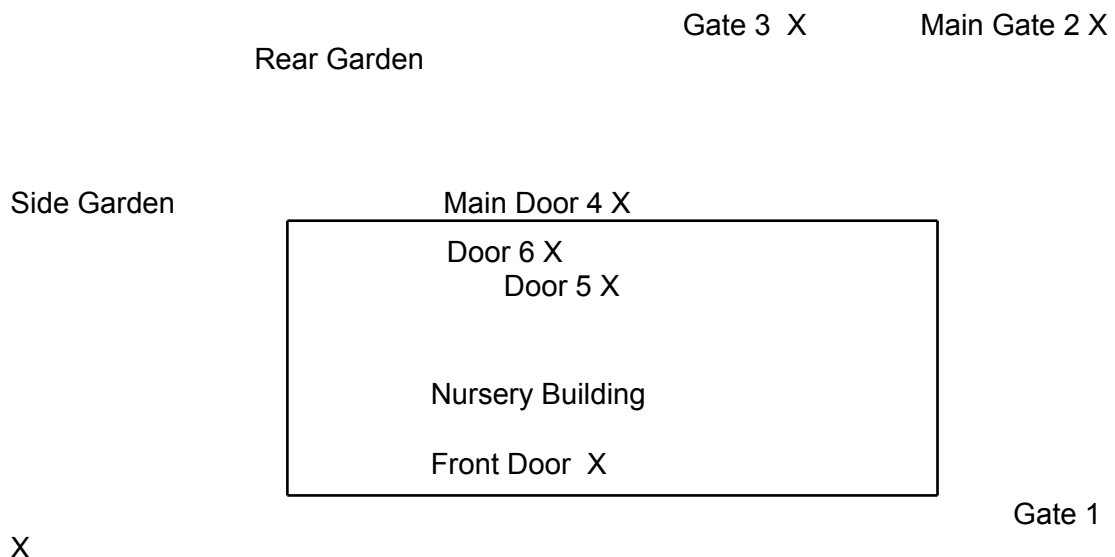 Gate 3  X Main Gate 2 X
Rear Garden
Side Garden Main Door 4 X
Door 6 X
Door 5 X
Nursery Building
Front Door  X
Gate 1
X